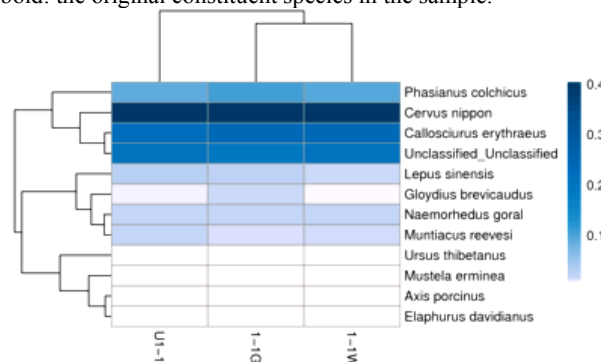 bold: the original constituent species in the sample.
Phasianus colchicus
Cervus nippon
Callosciurus erythraeus
Unclassified_Unclassified
Lepus sinensis
Gloydius brevicaudus
Naemorhedus goral
Muntiacus reevesi
Ursus thibetanus
Mustela erminea
Axis porcinus
Elaphurus davidianus
0.4
0.3
0.2
0.1
U1-1
1-1G
1-1W